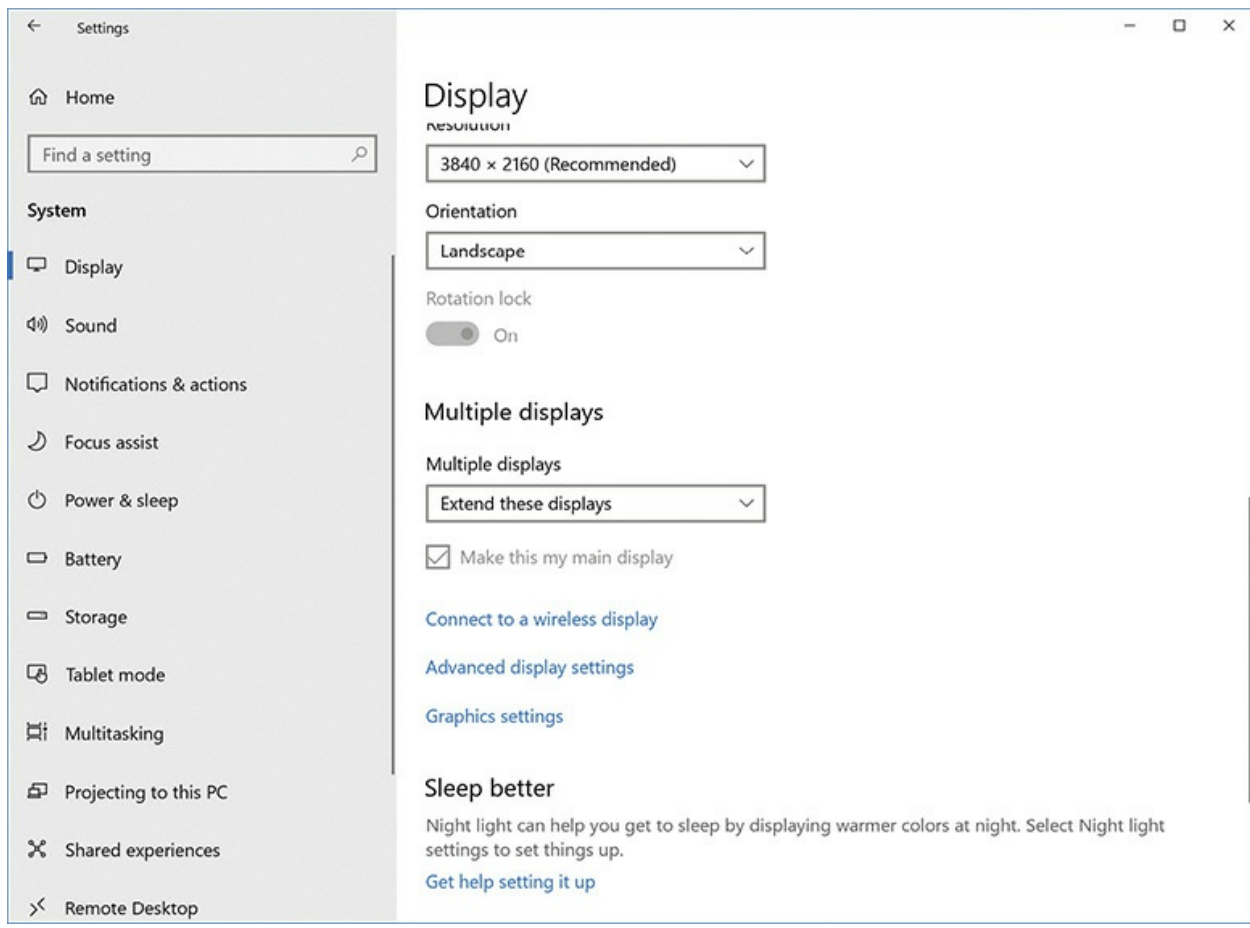 Settings
Home
Find a setting
System
Display
Sound
Notifications & actions
Focus assist
Power & sleep
Battery
Storage
Tablet mode
Multitasking
Projecting to this PC
Shared experiences
Remote Desktop
Display
Resolution
3840 × 2160 (Recommended)
Orientation
Landscape
Rotation lock
On
Multiple displays
Multiple displays
Extend these displays
Make this my main display
Connect to a wireless display
Advanced display settings
Graphics settings
Sleep better
Night light can help you get to sleep by displaying warmer colors at night. Select Night light
settings to set things up.
Get help setting it up